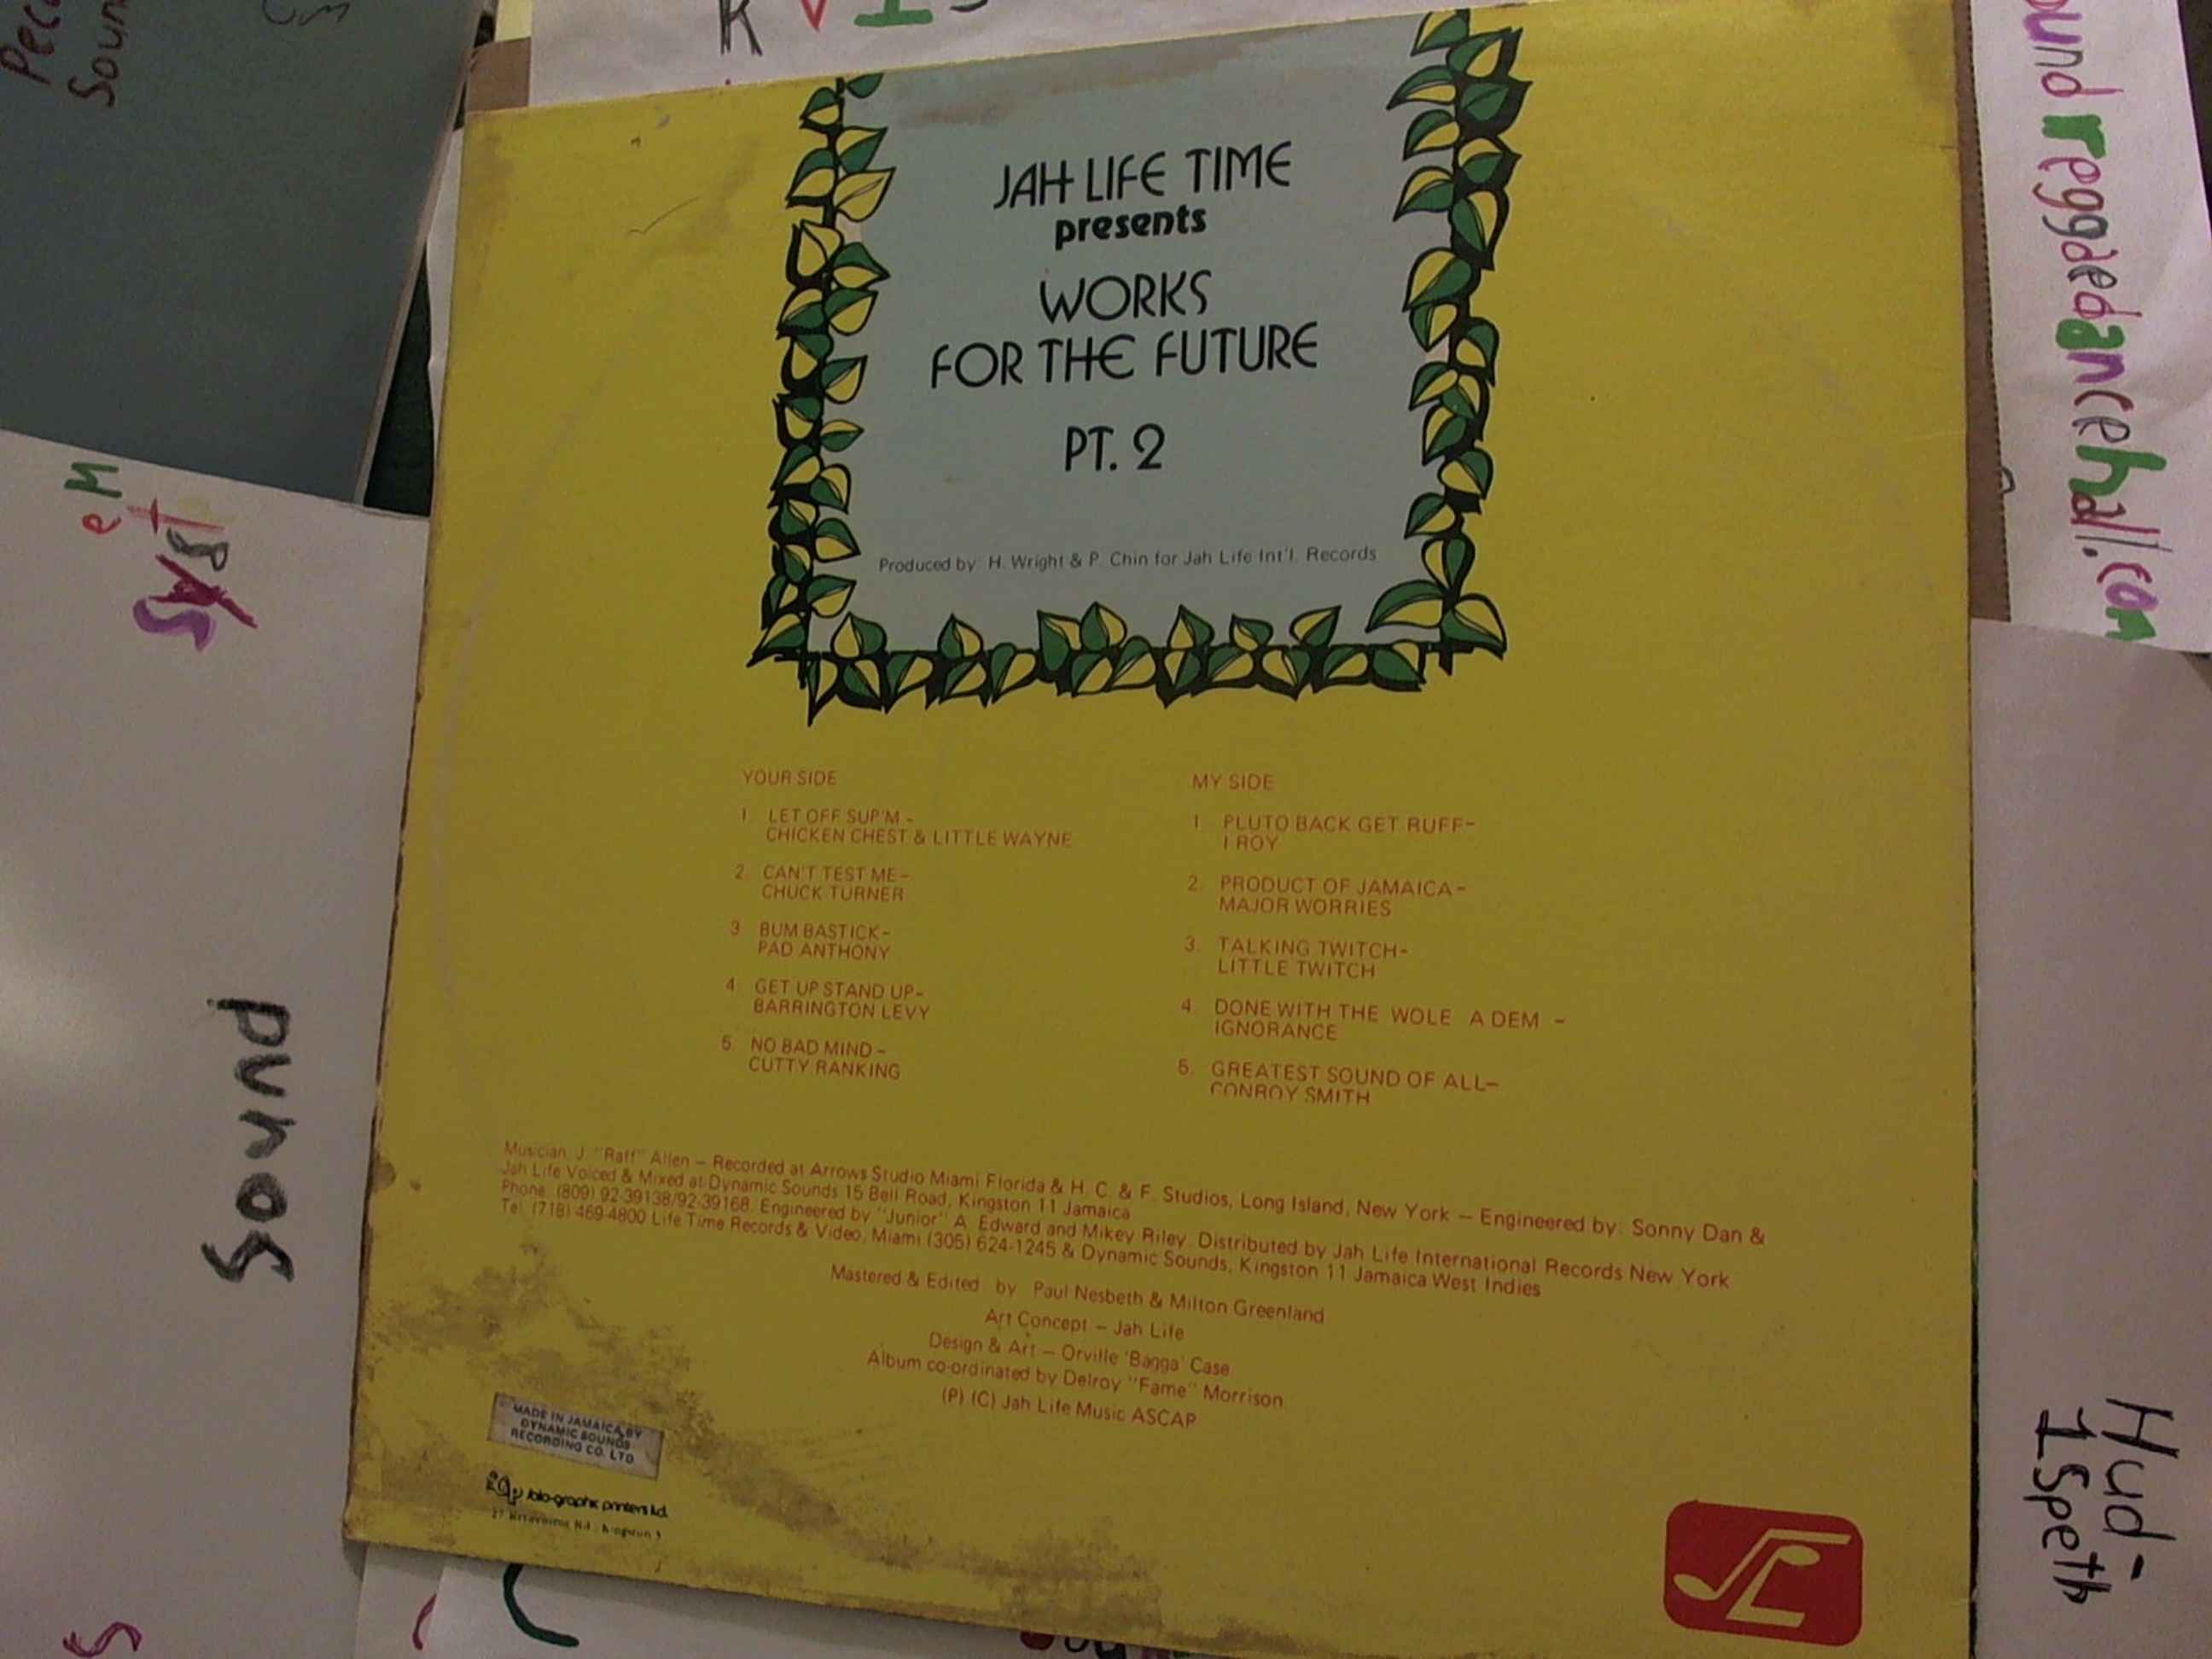 JAH LIFE TIME
presents
WORKS
FOR THE FUTURE
PT. 2
Produced by: H. Wright & P. Chin for Jah Life Int'l. Records
YOUR SIDE
1. LET OFF SUP'M -
CHICKEN CHEST & LITTLE WAYNE
2 CAN'T TEST ME -
CHUCK TURNER
3. BUM BASTICK-
PAD ANTHONY
4. GET UP STAND UP-
BARRINGTON LEVY
5. NO BAD MIND -
CUTTY RANKING
MY SIDE
1. PLUTO BACK GET RUFF-
I ROY
2. PRODUCT OF JAMAICA -
MAJOR WORRIES
3. TALKING TWITCH-
LITTLE TWITCH
4. DONE WITH THE WOLE A DEM -
IGNORANCE
5. GREATEST SOUND OF ALL-
CONROY SMITH
Musician J. "Raff" Allen - Recorded at Arrows Studio Miami Florida & H. C. & F. Studios, Long Island, New York - Engineered by: Sonny Dan &
Jah Life Voiced & Mixed at Dynamic Sounds 15 Bell Road, Kingston 11 Jamaica
Phone: (809) 92-39138/92-39168. Engineered by "Junior" A. Edward and Mikey Riley. Distributed by Jah Life International Records New York
Tel: (718) 469-4800 Life Time Records & Video, Miami (305) 624-1245 & Dynamic Sounds, Kingston 11 Jamaica West Indies
Mastered & Edited by Paul Nesbeth & Milton Greenland
Art Concept - Jah Life
Design & Art - Orville 'Bagga' Case
Album co-ordinated by Delroy "Fame" Morrison
(P) (C) Jah Life Music ASCAP
MADE IN JAMAICA BY
DYNAMIC SOUNDS
RECORDING CO. LTD.
printers ltd.
Sound
ound reggaedancehall.com
Hud-
1Speth